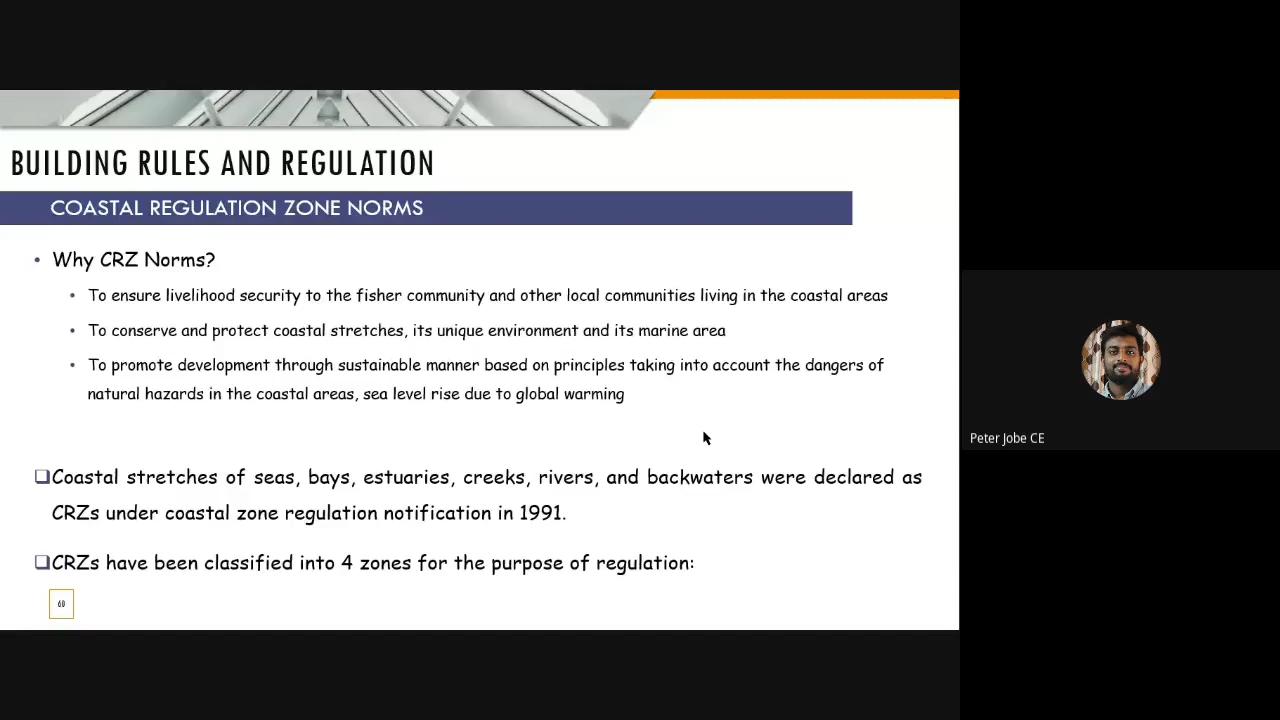 BUILDING RULES AND REGULATION
COASTAL REGULATION ZONE NORMS
• Why CRZ Norms?
• To ensure livelihood security to the fisher community and other local communities living in the coastal areas
• To conserve and protect coastal stretches, its unique environment and its marine area
• To promote development through sustainable manner based on principles taking into account the dangers of
natural hazards in the coastal areas, sea level rise due to global warming
❑Coastal stretches of seas, bays, estuaries, creeks, rivers, and backwaters were declared as
CRZs under coastal zone regulation notification in 1991.
❑CRZs have been classified into 4 zones for the purpose of regulation:
60
Peter Jobe CE